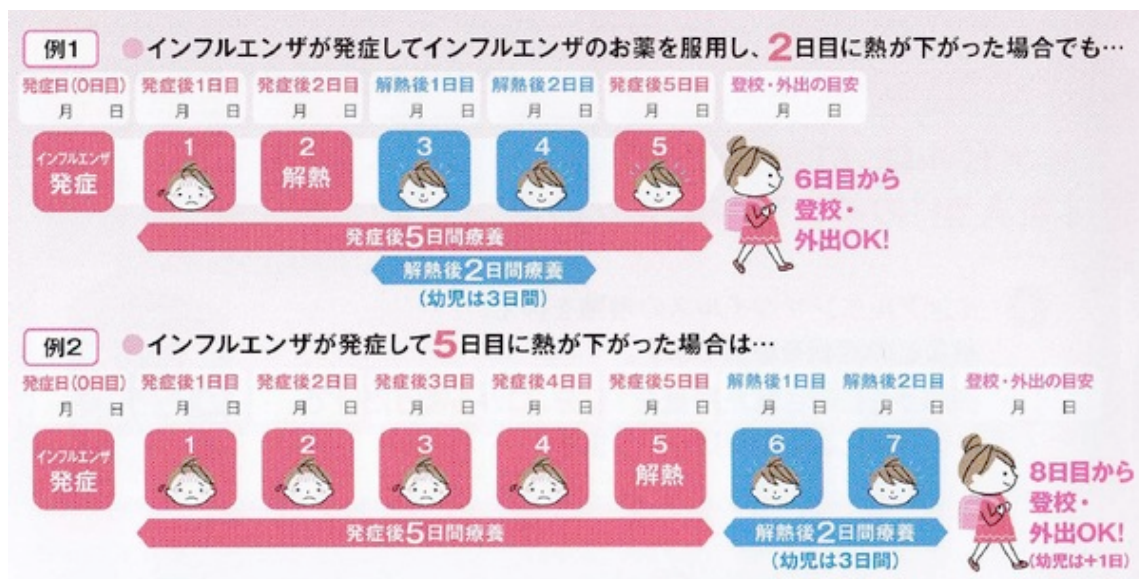 例1 ●インフルエンザが発症してインフルエンザのお薬を服用し、2日目に熱が下がった場合でも…
発症日(0日目) 発症後1日目 発症後2日目 解熱後1日目 解熱後2日目 発症後5日目 登校・外出の目安
月 日 月 日 月 日 月 日 月 日 月 日 月 日
インフルエンザ
発症
1
2
解熱
3
4
5
6日目から
登校・
外出OK!
発症後5日間療養
解熱後2日間療養
(幼児は3日間)
例2 ●インフルエンザが発症して5日目に熱が下がった場合は…
発症日(0日目) 発症後1日目 発症後2日目 発症後3日目 発症後4日目 発症後5日目 解熱後1日目 解熱後2日目 登校・外出の目安
月 日 月 日 月 日 月 日 月 日 月 日 月 日 月 日 月 日
インフルエンザ
発症
1
2
3
4
5
解熱
6
7
8日目から
登校・
外出OK!
(幼児は+1日)
発症後5日間療養
解熱後2日間療養
(幼児は3日間)